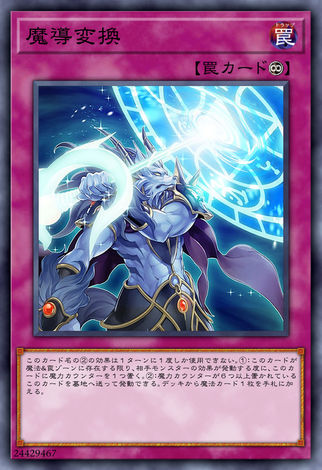 魔導変換
トラップ
罠
【罠カード】
このカード名の②の効果は1ターンに1度しか使用できない。①:このカードが
魔法&罠ゾーンに存在する限り、相手モンスターの効果が発動する度に、このカ
ードに魔力カウンターを1つ置く。②:魔力カウンターが6つ以上置かれている
このカードを墓地へ送って発動できる。デッキから魔法カード1枚を手札に加
える。
24429467